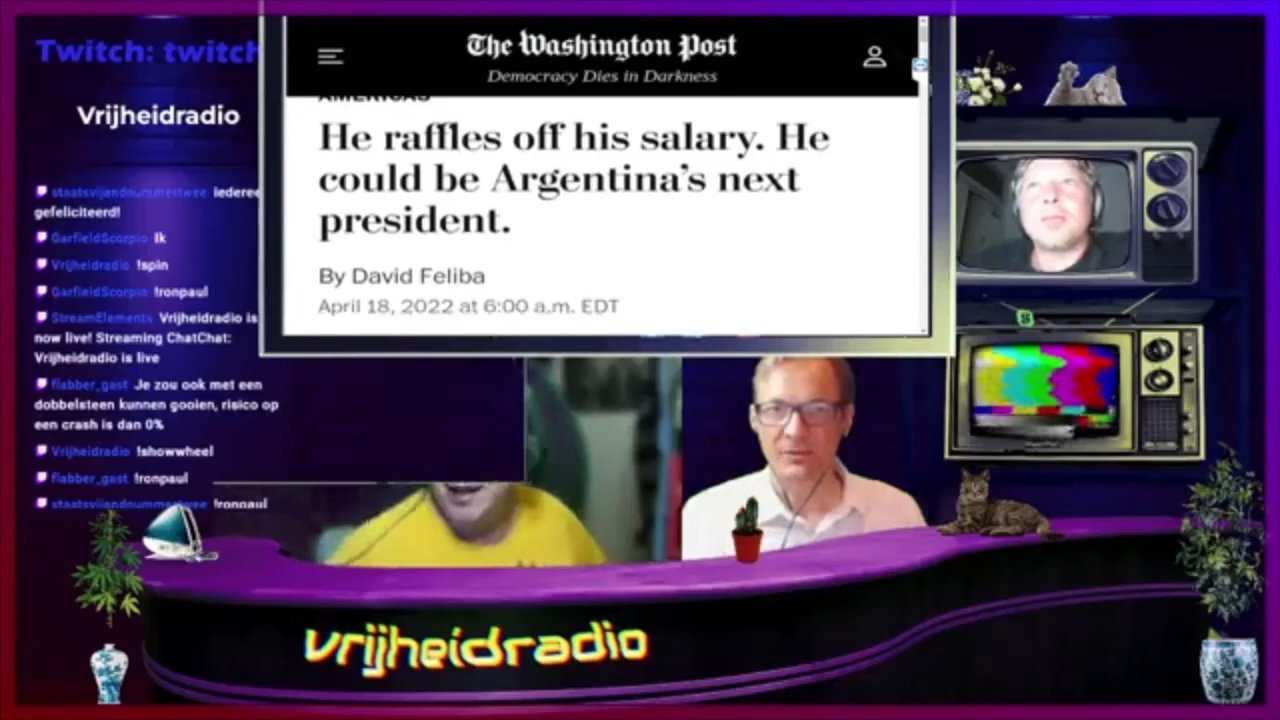 Twitch: twitch
Vrijheidradio
staatsvijandnummertwee iederee
gefeliciteerd!
GarfieldScorpio Ik
Vrijheidradio !spin
GarfieldScorpio !ronpaul
StreamElements Vrijheidradio is
now live! Streaming ChatChat:
Vrijheidradio is live
flabber_gast Je zou ook met een
dobbelsteen kunnen gooien, risico op
een crash is dan 0%
Vrijheidradio !showwheel
flabber_gast !ronpaul
staatsvijandnummertwee !ronpaul
The Washington Post
Democracy Dies in Darkness
AMERICAS
He raffles off his salary. He
could be Argentina's next
president.
By David Feliba
April 18, 2022 at 6:00 a.m. EDT
vrijheidradio